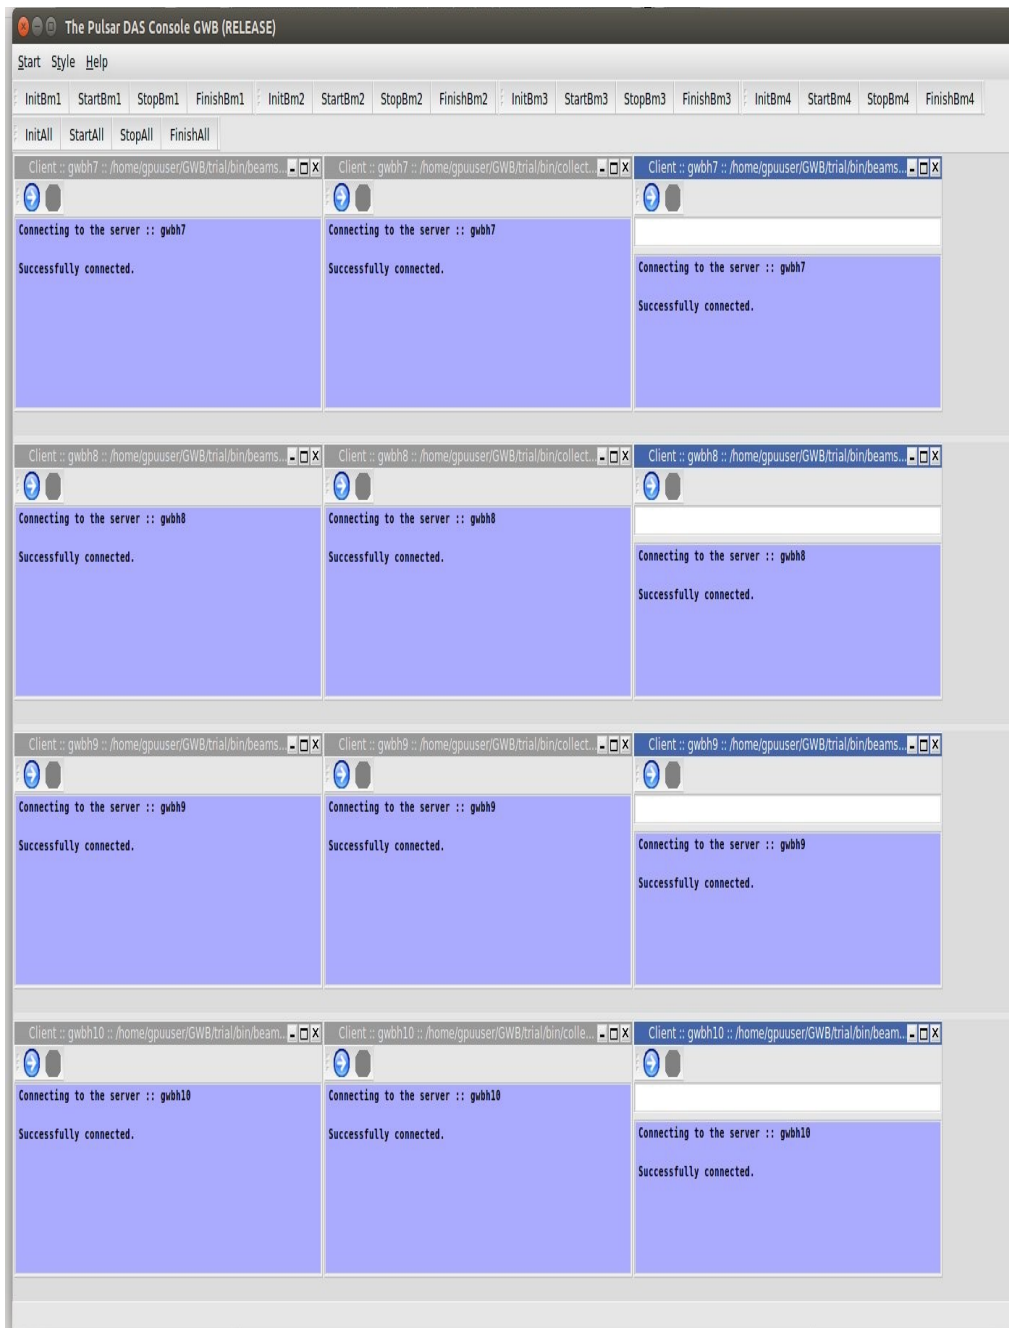 The Pulsar DAS Console GWB (RELEASE)
Start Style Help
InitBm1 StartBm1 StopBm1 FinishBm1 InitBm2 StartBm2 StopBm2 FinishBm2 InitBm3 StartBm3 StopBm3 FinishBm3 InitBm4 StartBm4 StopBm4 FinishBm4
InitAll StartAll StopAll FinishAll
Client :: gwbh7 :: /home/gpuuser/GWB/trial/bin/beams...
Connecting to the server :: gwbh7
Successfully connected.
Client :: gwbh7 :: /home/gpuuser/GWB/trial/bin/collect...
Connecting to the server :: gwbh7
Successfully connected.
Client :: gwbh7 :: /home/gpuuser/GWB/trial/bin/beams...
Connecting to the server :: gwbh7
Successfully connected.
Client :: gwbh8 :: /home/gpuuser/GWB/trial/bin/beams...
Connecting to the server :: gwbh8
Successfully connected.
Client :: gwbh8 :: /home/gpuuser/GWB/trial/bin/collect...
Connecting to the server :: gwbh8
Successfully connected.
Client :: gwbh8 :: /home/gpuuser/GWB/trial/bin/beams...
Connecting to the server :: gwbh8
Successfully connected.
Client :: gwbh9 :: /home/gpuuser/GWB/trial/bin/beams...
Connecting to the server :: gwbh9
Successfully connected.
Client :: gwbh9 :: /home/gpuuser/GWB/trial/bin/collect...
Connecting to the server :: gwbh9
Successfully connected.
Client :: gwbh9 :: /home/gpuuser/GWB/trial/bin/beams...
Connecting to the server :: gwbh9
Successfully connected.
Client :: gwbh10 :: /home/gpuuser/GWB/trial/bin/beam...
Connecting to the server :: gwbh10
Successfully connected.
Client :: gwbh10 :: /home/gpuuser/GWB/trial/bin/colle...
Connecting to the server :: gwbh10
Successfully connected.
Client :: gwbh10 :: /home/gpuuser/GWB/trial/bin/beam...
Connecting to the server :: gwbh10
Successfully connected.